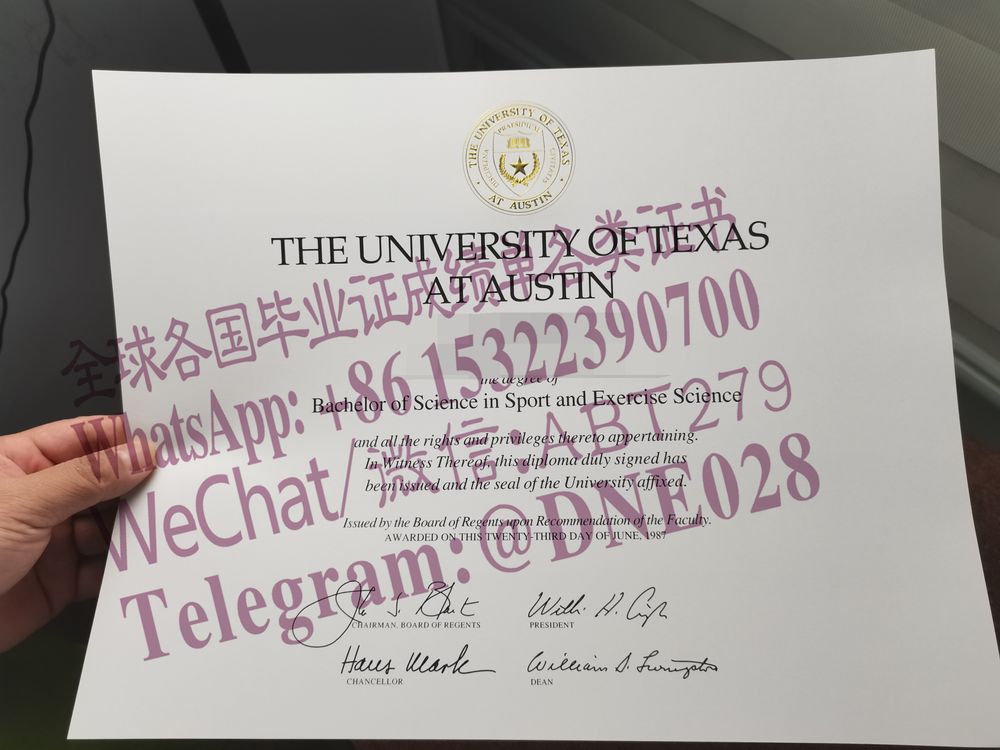 THE UNIVERSITY OF TEXAS
AT AUSTIN
PRAESIDIUM
DISCIPLINA
CIVITATIS
THE UNIVERSITY OF TEXAS
AT AUSTIN
全球各国毕业证成绩单各类证书
the degree of
WhatsApp: +86 15322390700
Bachelor of Science in Sport and Exercise Science
and all the rights and privileges thereto appertaining.
In Witness Thereof, this diploma duly signed has
been issued and the seal of the University affixed.
WeChat/微信:ABT279
Issued by the Board of Regents upon Recommendation of the Faculty.
AWARDED ON THIS TWENTY-THIRD DAY OF JUNE, 1987
Telegram:@DNE028
CHAIRMAN, BOARD OF REGENTS
PRESIDENT
Hans Mark
CHANCELLOR
DEAN